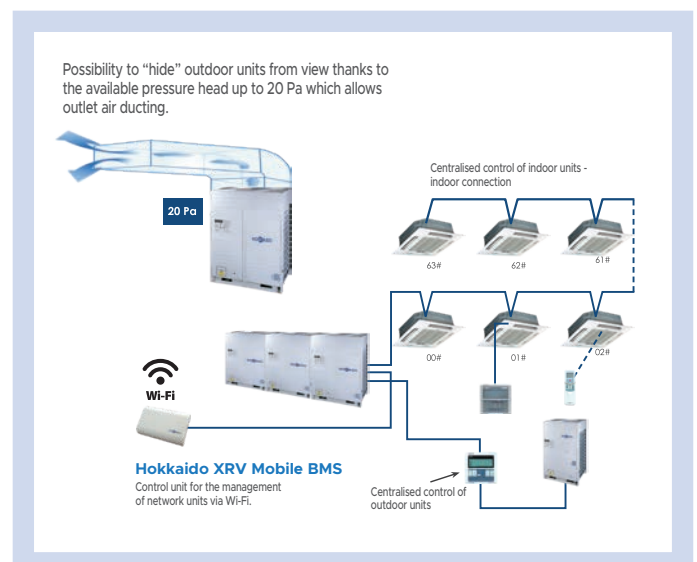 Possibility to “hide” outdoor units from view thanks to
the available pressure head up to 20 Pa which allows
outlet air ducting.
Centralised control of indoor units -
indoor connection
20 Pa
63#
62#
61#
00#
01#
02#
Wi-Fi
Hokkaido XRV Mobile BMS
Control unit for the management
of network units via Wi-Fi.
Centralised control of
outdoor units